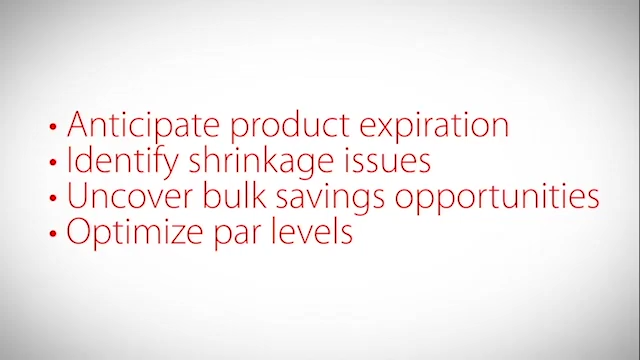 • Anticipate product expiration
• Identify shrinkage issues
• Uncover bulk savings opportunities
• Optimize par levels